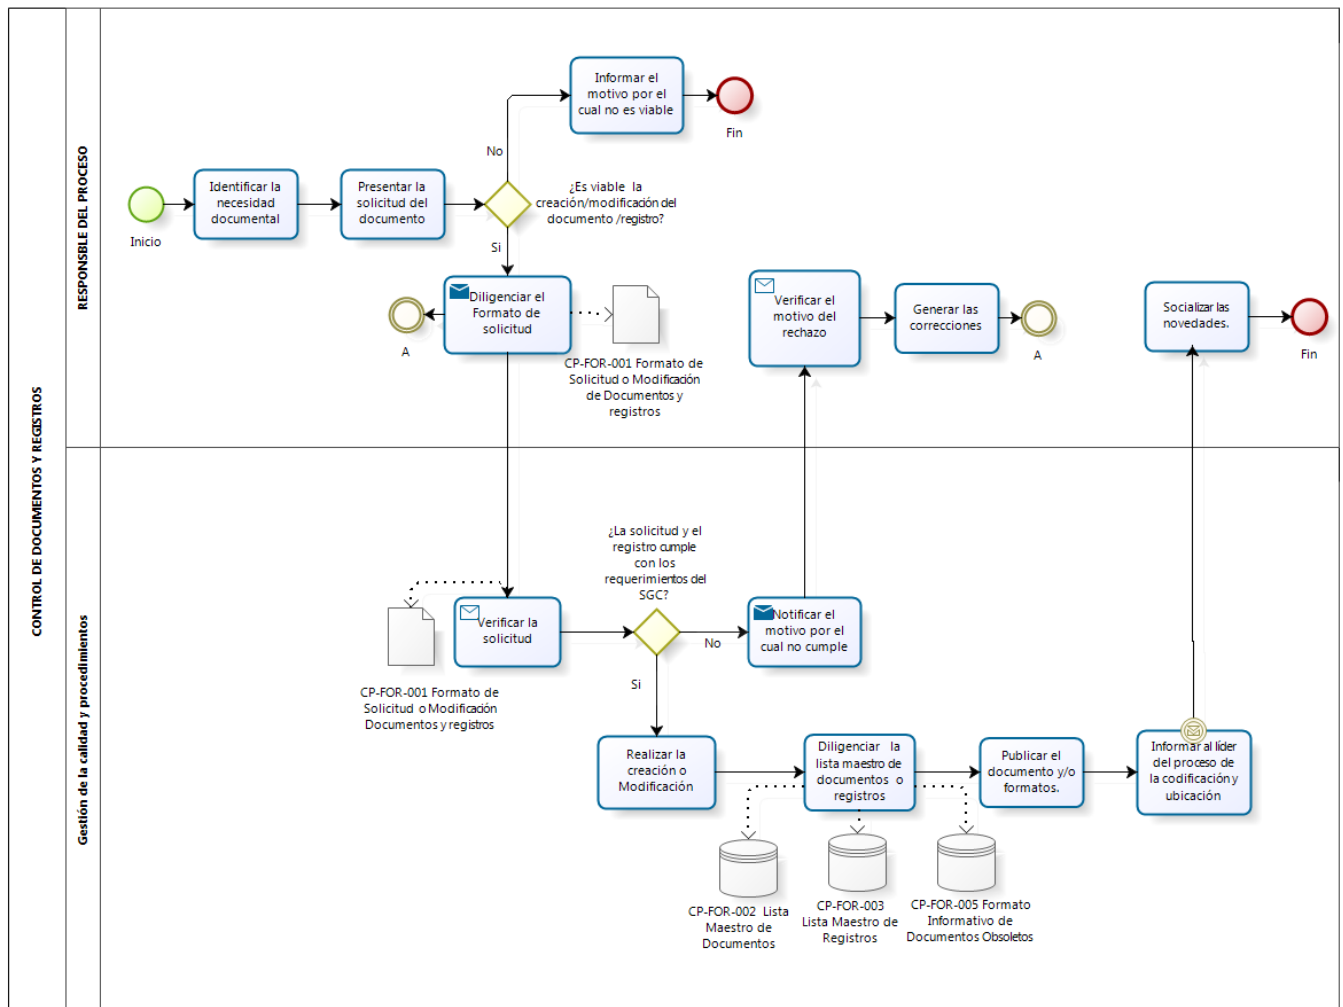 CONTROL DE DOCUMENTOS Y REGISTROS
RESPONSBLE DEL PROCESO
Informar el
motivo por el
cual no es viable
Fin
No
Identificar la
necesidad
documental
Presentar la
solicitud del
documento
¿Es viable la
creación/modificación del
documento /registro?
Inicio
Si
Diligenciar el
Formato de
solicitud
A
CP-FOR-001 Formato de
Solicitud o Modificación
de Documentos y
registros
Verificar el
motivo del
rechazo
Generar las
correcciones
A
Socializar las
novedades.
Fin
Gestión de la calidad y procedimientos
¿La solicitud y el
registro cumple
con los
requerimientos del
SGC?
Verificar la
solicitud
No
Notificar el
motivo por el
cual no cumple
CP-FOR-001 Formato de
Solicitud o Modificación
Documentos y registros
Si
Realizar la
creación o
Modificación
Diligenciar la
lista maestro de
documentos o
registros
Publicar el
documento y/o
formatos.
Informar al líder
del proceso de
la codificación y
ubicación
CP-FOR-002 Lista
Maestro de
Documentos
CP-FOR-003
Lista Maestro de
Registros
CP-FOR-005 Formato
Informativo de
Documentos Obsoletos